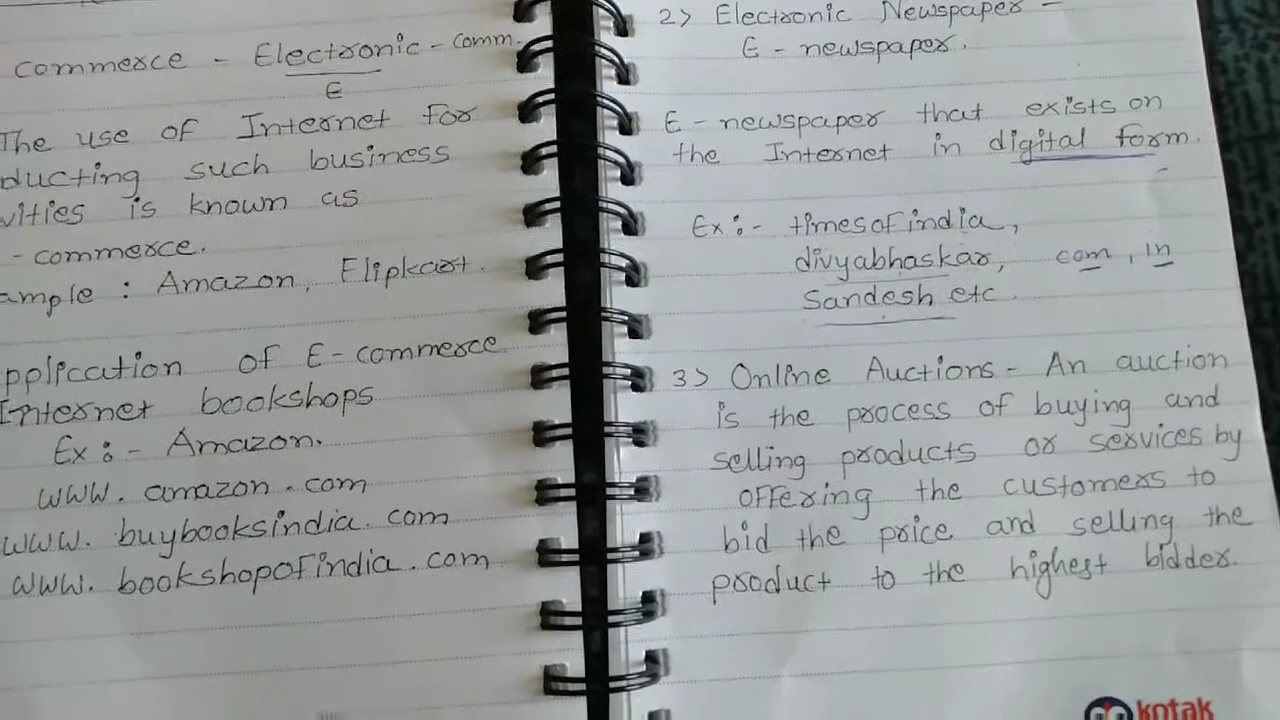 commerce - Electronic - comm.
E
The use of Internet For
ducting such business
vities is known as
- commerce.
ample : Amazon, Flipkart.
pplication of E-commerce
Internet bookshops
Ex :- Amazon.
www. amazon . com
www. buybooksindia. com
www. bookshopofindia . com
2> Electronic Newspaper -
E - newspaper.
E - newspaper that exists on
the Internet in digital form.
Ex :- timesofindia,
divyabhaskar, com , in
Sandesh etc.
3> Online Auctions - An auction
is the process of buying and
selling products or services by
offering the customers to
bid the price and selling the
product to the highest bidder.
kotak